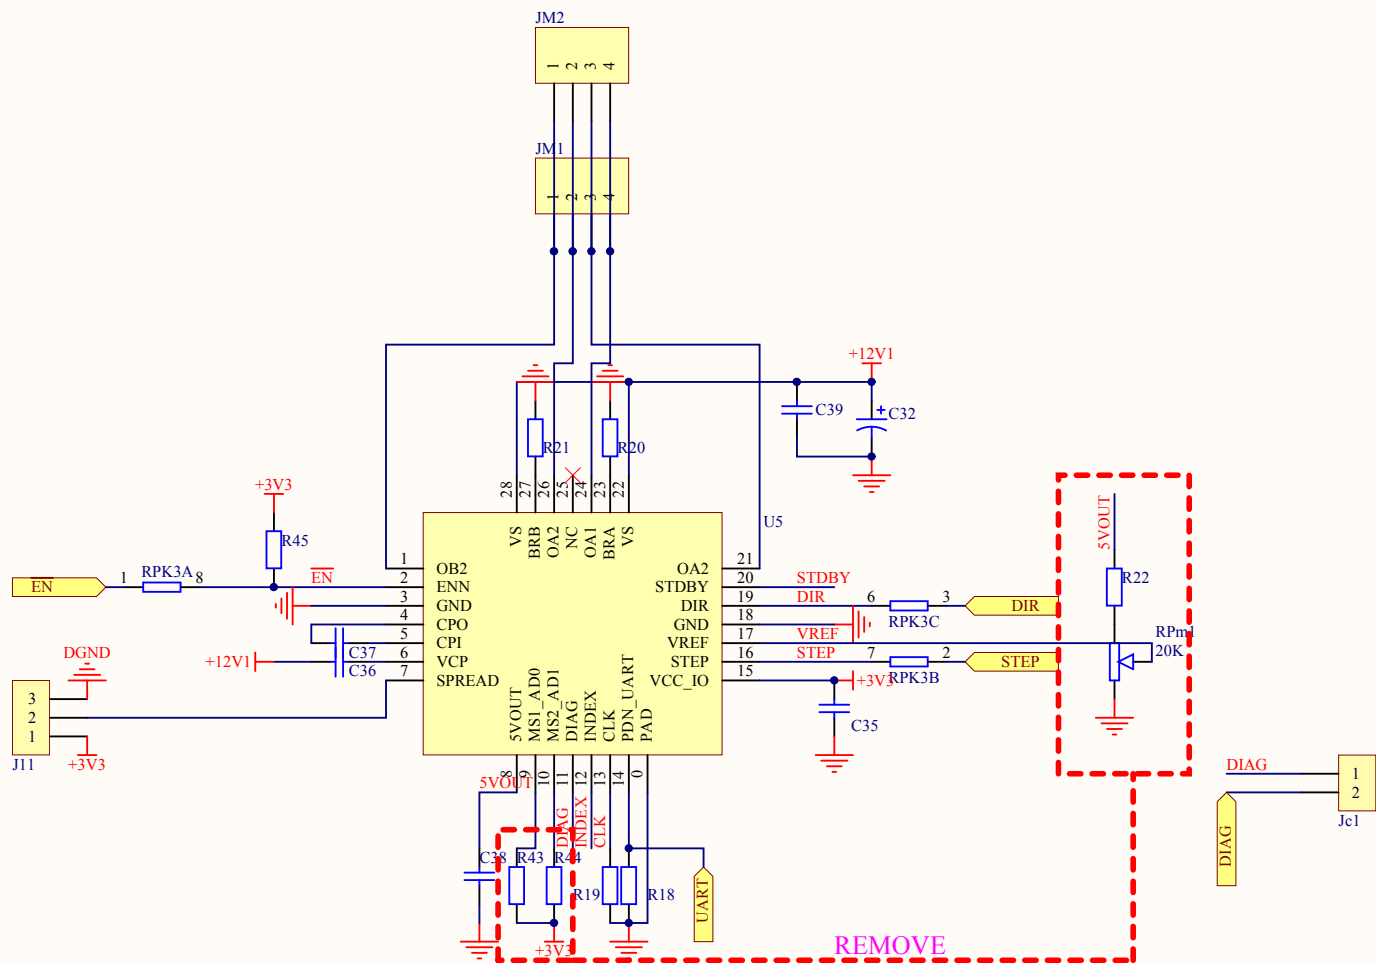 JM2
1 2 3 4
JM1
1 2 3 4
+12V1
C39
+ C32
R21
R20
+3V3
R45
28 27 26 25 24 23 22
VS BRB OA2 NC OA1 BRA VS
U5
5VOUT
R22
RPm1
20K
EN
1 RPK3A 8
EN
1 OB2
2 ENN
3 GND
4 CPO
5 CPI
6 VCP
7 SPREAD
OA2 21
STDBY 20 STDBY
DIR 19 DIR 6 RPK3C 3 DIR
GND 18
VREF 17 VREF
STEP 16 STEP 7 RPK3B 2 STEP
VCC_IO 15 +3V3
C37
C36
+12V1
DGND
3
2
1
J11
+3V3
C35
5VOUT MS1_AD0 MS2_AD1 DIAG INDEX CLK PDN_UART PAD
8 9 10 11 12 13 14 0
5VOUT
DIAG INDEX CLK
C38
R43
R44
R19
R18
UART
+3V3
REMOVE
DIAG
1
2
Jc1
DIAG